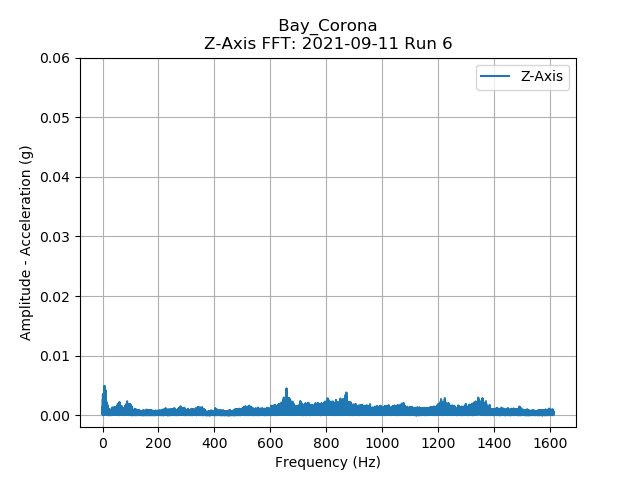 Bay_Corona
Z-Axis FFT: 2021-09-11 Run 6
Z-Axis
0.06
0.05
0.04
0.03
0.02
0.01
0.00
Amplitude - Acceleration (g)
0 200 400 600 800 1000 1200 1400 1600
Frequency (Hz)